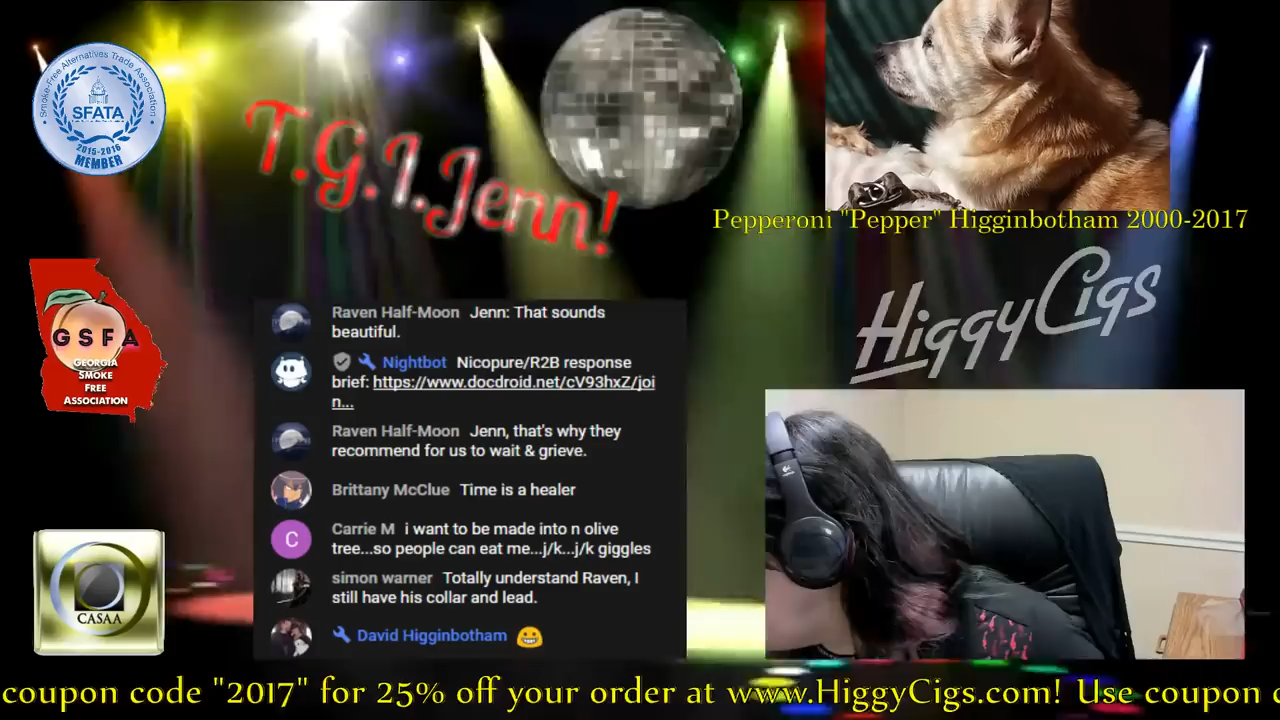 Smoke-Free Alternatives Trade Association
SFATA
2015-2016
MEMBER
T.G.I.Jenn!
Pepperoni "Pepper" Higginbotham 2000-2017
HiggyCigs
GSFA
GEORGIA
SMOKE
FREE
ASSOCIATION
CASAA
Raven Half-Moon Jenn: That sounds
beautiful.
Nightbot Nicopure/R2B response
brief: https://www.docdroid.net/cV93hxZ/joi
n...
Raven Half-Moon Jenn, that's why they
recommend for us to wait & grieve.
Brittany McClue Time is a healer
C
Carrie M i want to be made into n olive
tree...so people can eat me...j/k...j/k giggles
simon warner Totally understand Raven, I
still have his collar and lead.
David Higginbotham
coupon code "2017" for 25% off your order at www.HiggyCigs.com! Use coupon c